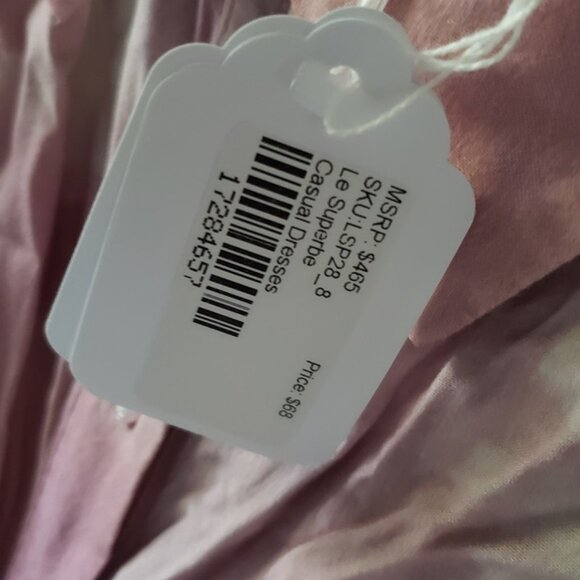 MSRP: $465
SKU:LSP28_8
Le Superbe
Casual Dresses
17284657
Price: $68